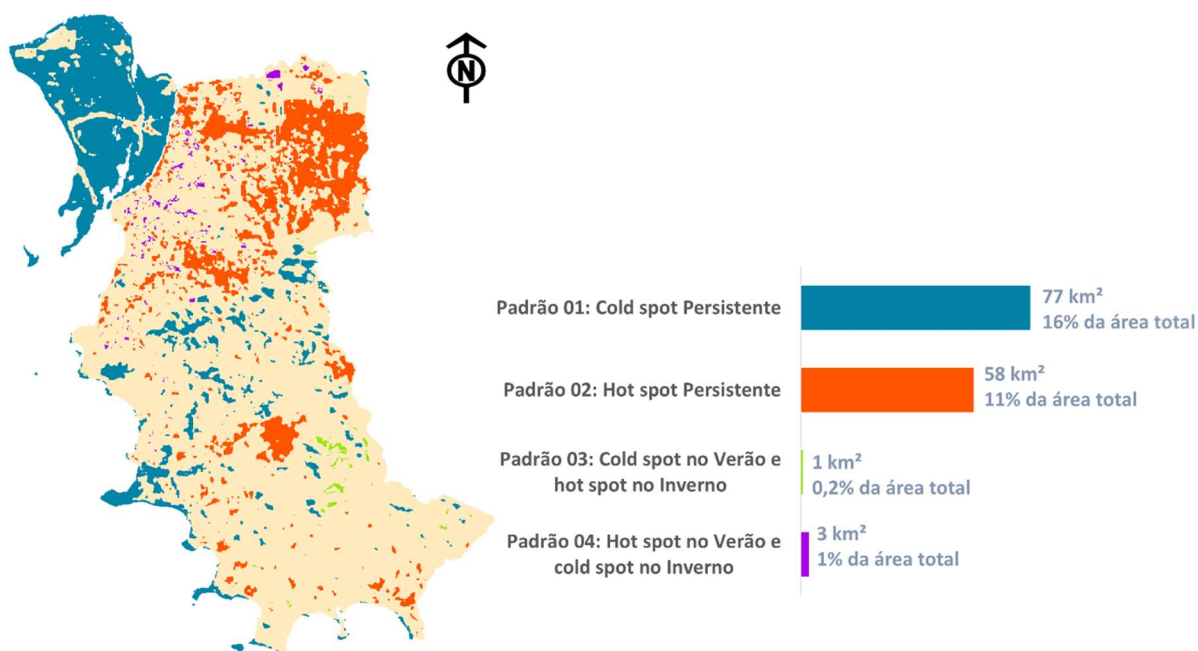 N
Padrão 01: Cold spot Persistente
77 km²
16% da área total
Padrão 02: Hot spot Persistente
58 km²
11% da área total
Padrão 03: Cold spot no Verão e
hot spot no Inverno
1 km²
0,2% da área total
Padrão 04: Hot spot no Verão e
cold spot no Inverno
3 km²
1% da área total